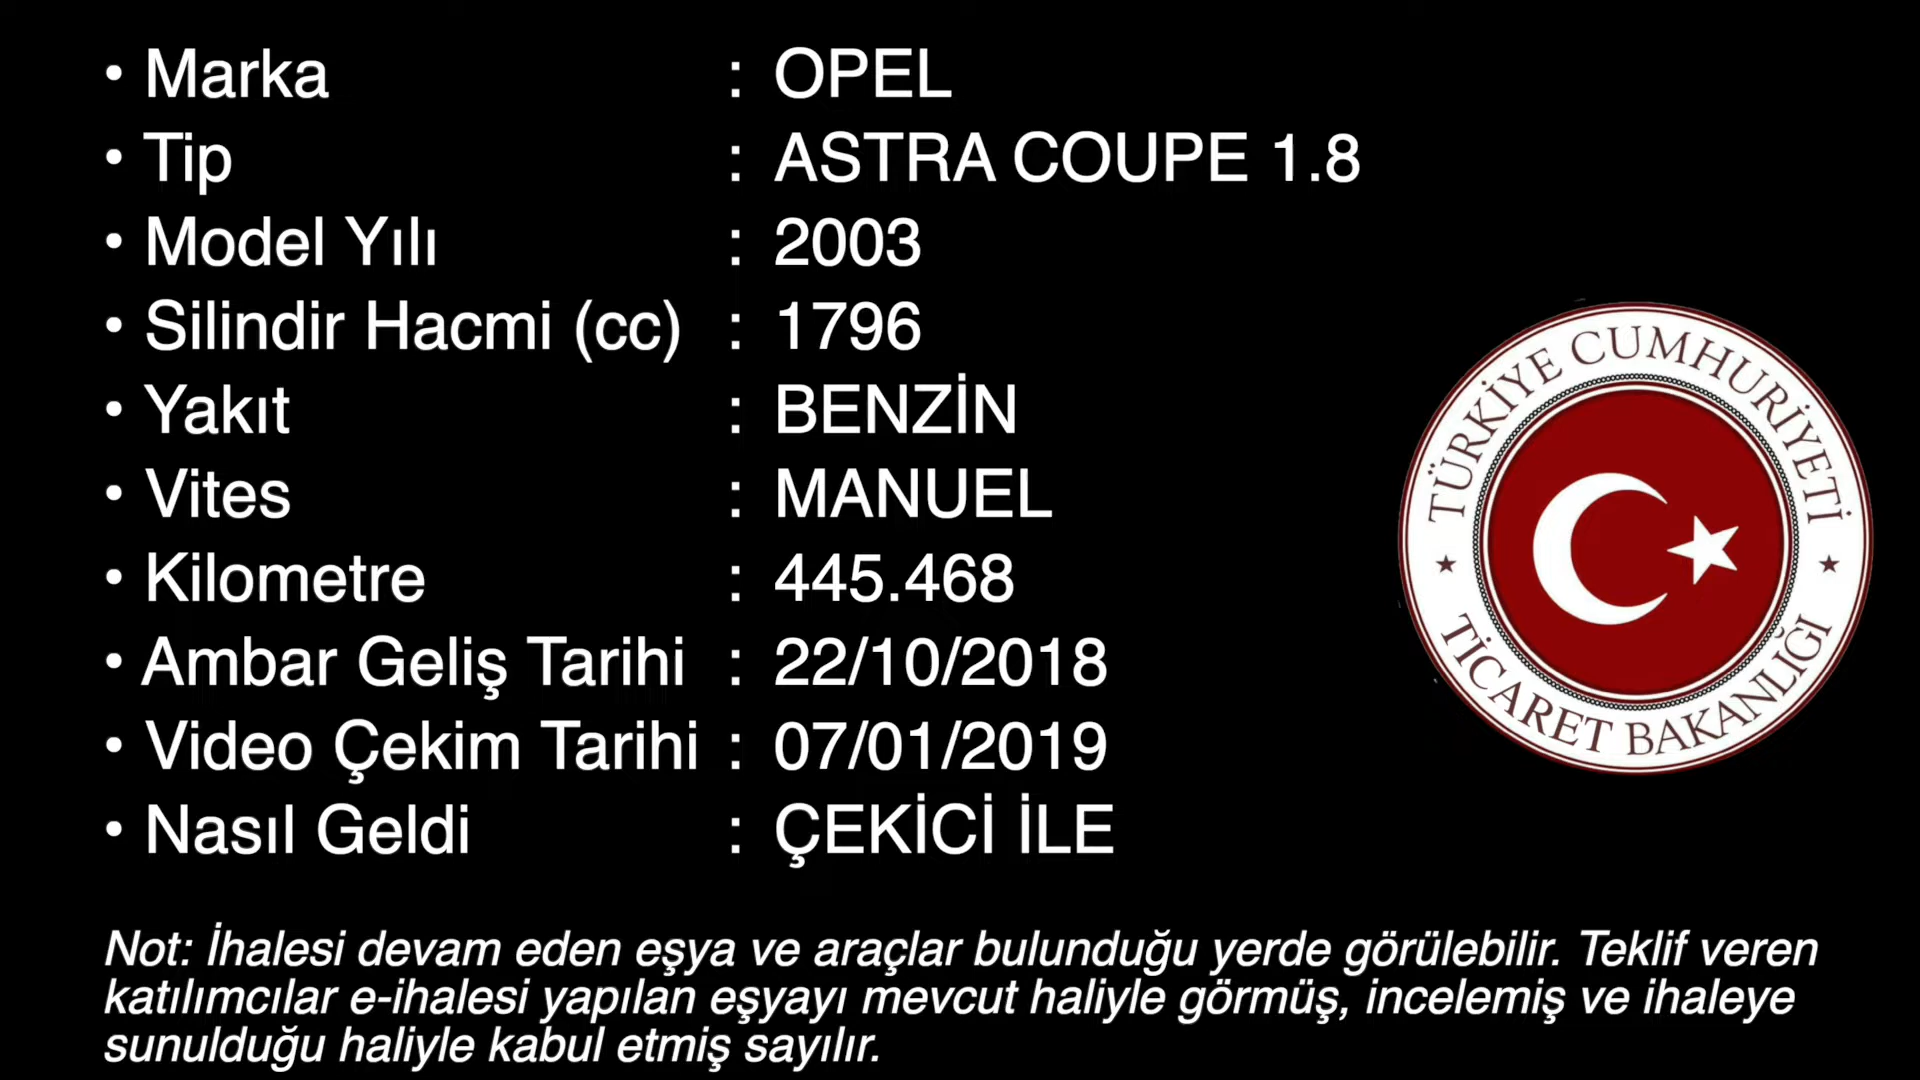 • Marka : OPEL
• Tip : ASTRA COUPE 1.8
• Model Yılı : 2003
• Silindir Hacmi (cc) : 1796
• Yakıt : BENZİN
• Vites : MANUEL
• Kilometre : 445.468
• Ambar Geliş Tarihi : 22/10/2018
• Video Çekim Tarihi : 07/01/2019
• Nasıl Geldi : ÇEKİCİ İLE
TÜRKİYE CUMHURİYETİ
TİCARET BAKANLIĞI
Not: İhalesi devam eden eşya ve araçlar bulunduğu yerde görülebilir. Teklif veren
katılımcılar e-ihalesi yapılan eşyayı mevcut haliyle görmüş, incelemiş ve ihaleye
sunulduğu haliyle kabul etmiş sayılır.